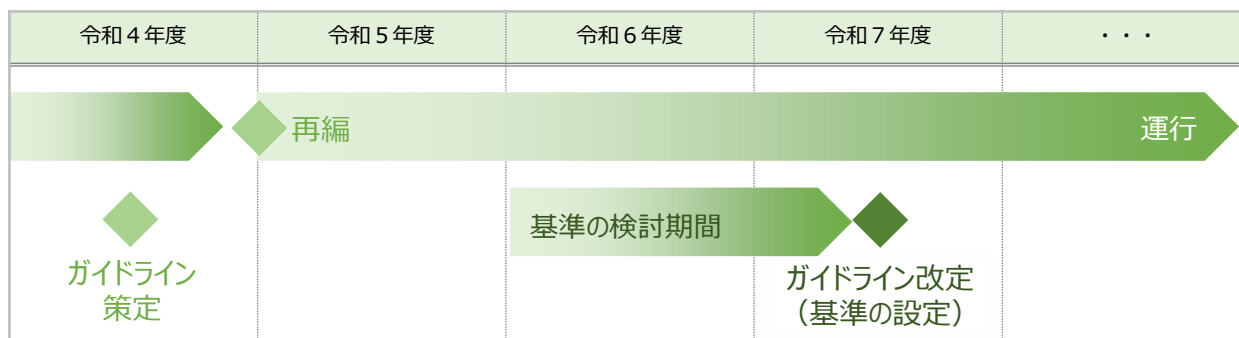 令和４年度
令和５年度
令和６年度
令和７年度
・・・
再編
運行
基準の検討期間
ガイドライン
策定
ガイドライン改定
（基準の設定）